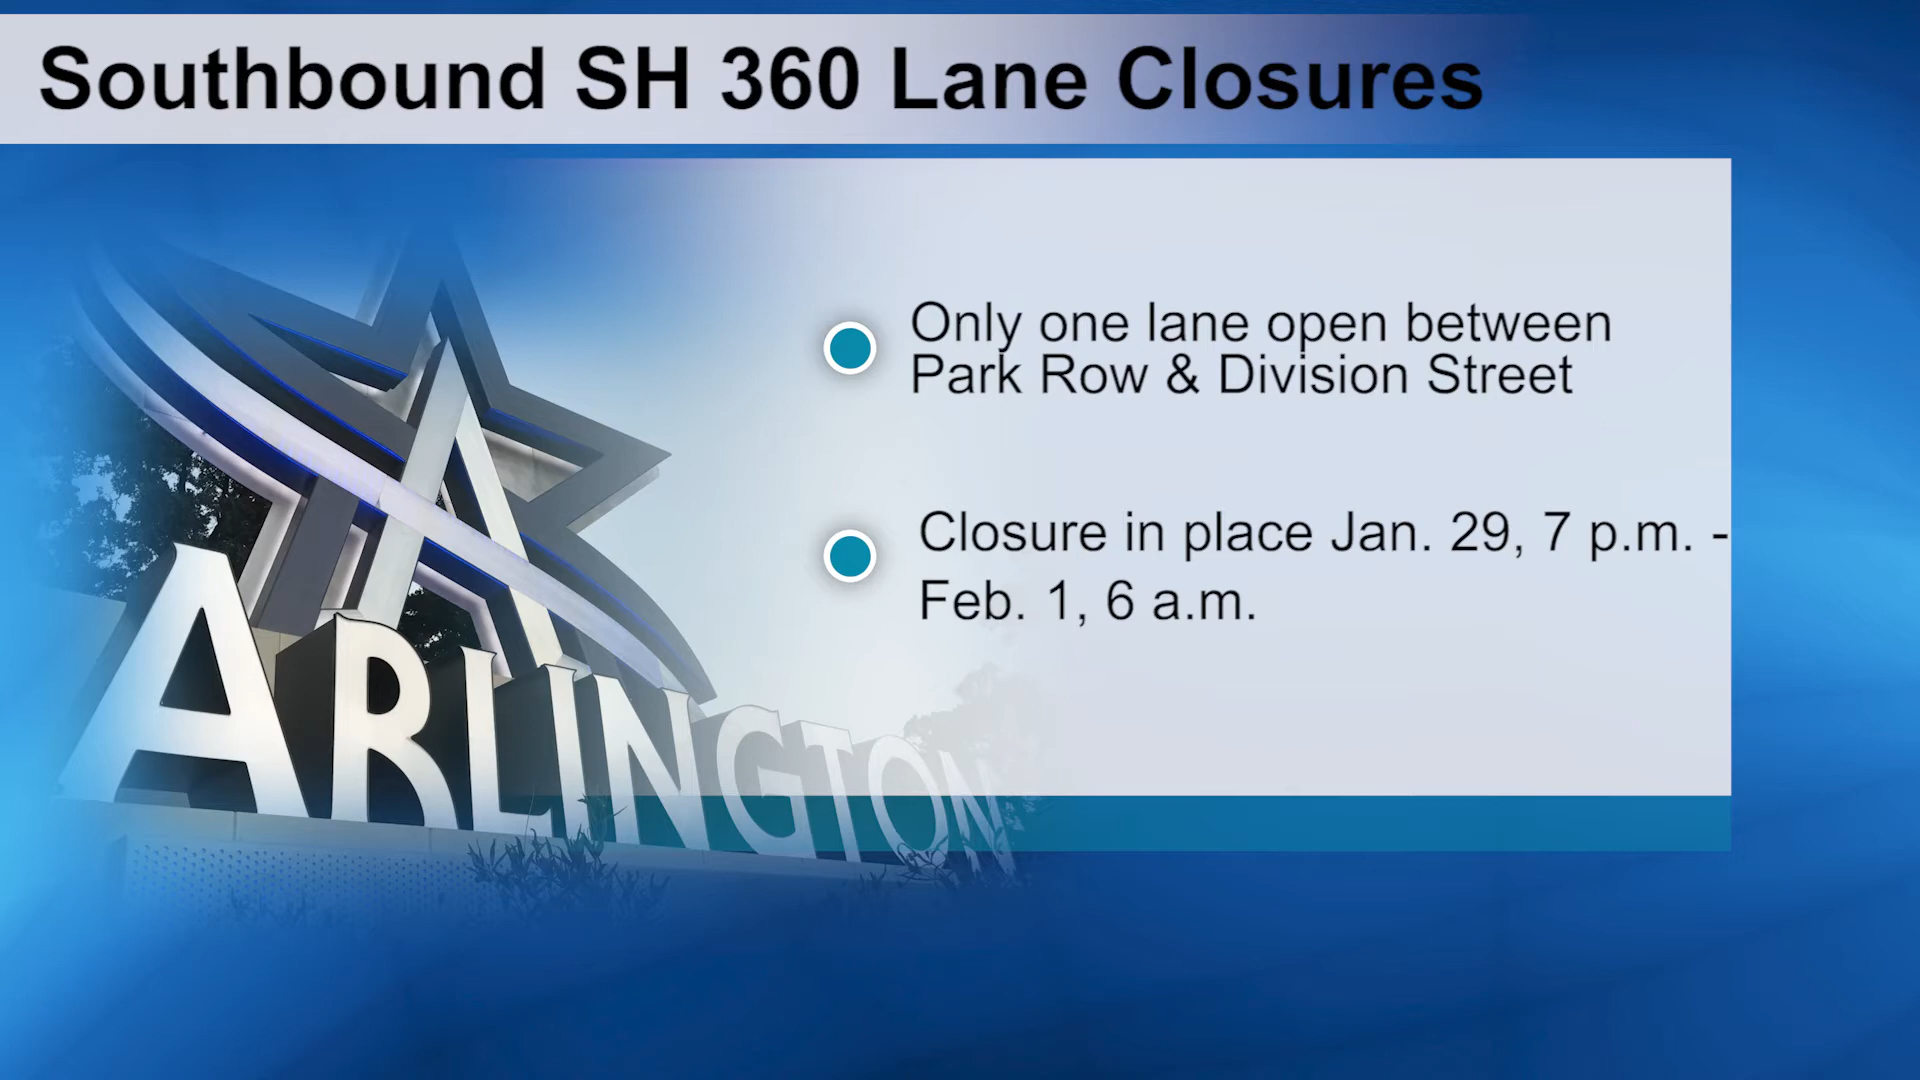 Southbound SH 360 Lane Closures
Only one lane open between
Park Row & Division Street
Closure in place Jan. 29, 7 p.m. -
Feb. 1, 6 a.m.
A
ARLINGTON